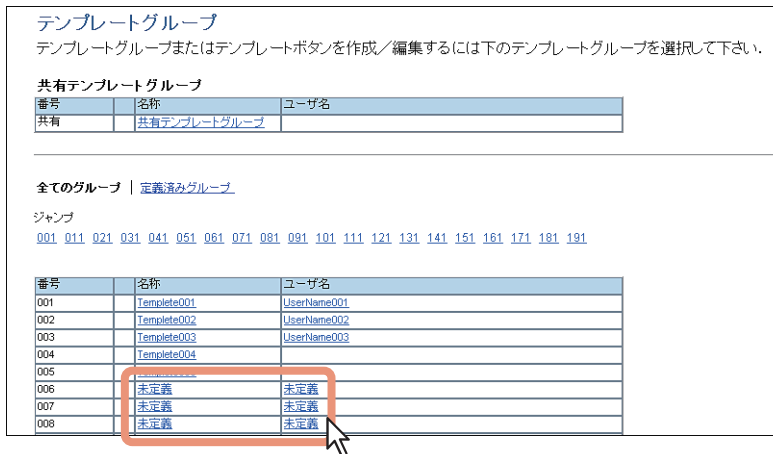 テンプレートグループ
テンプレートグループまたはテンプレートボタンを作成／編集するには下のテンプレートグループを選択して下さい.
共有テンプレートグループ
番号 名称 ユーザ名
共有 共有テンプレートグループ
全てのグループ | 定義済みグループ
ジャンプ
001 011 021 031 041 051 061 071 081 091 101 111 121 131 141 151 161 171 181 191
番号 名称 ユーザ名
001 Templete001 UserName001
002 Templete002 UserName002
003 Templete003 UserName003
004 Templete004
005
006 未定義 未定義
007 未定義 未定義
008 未定義 未定義